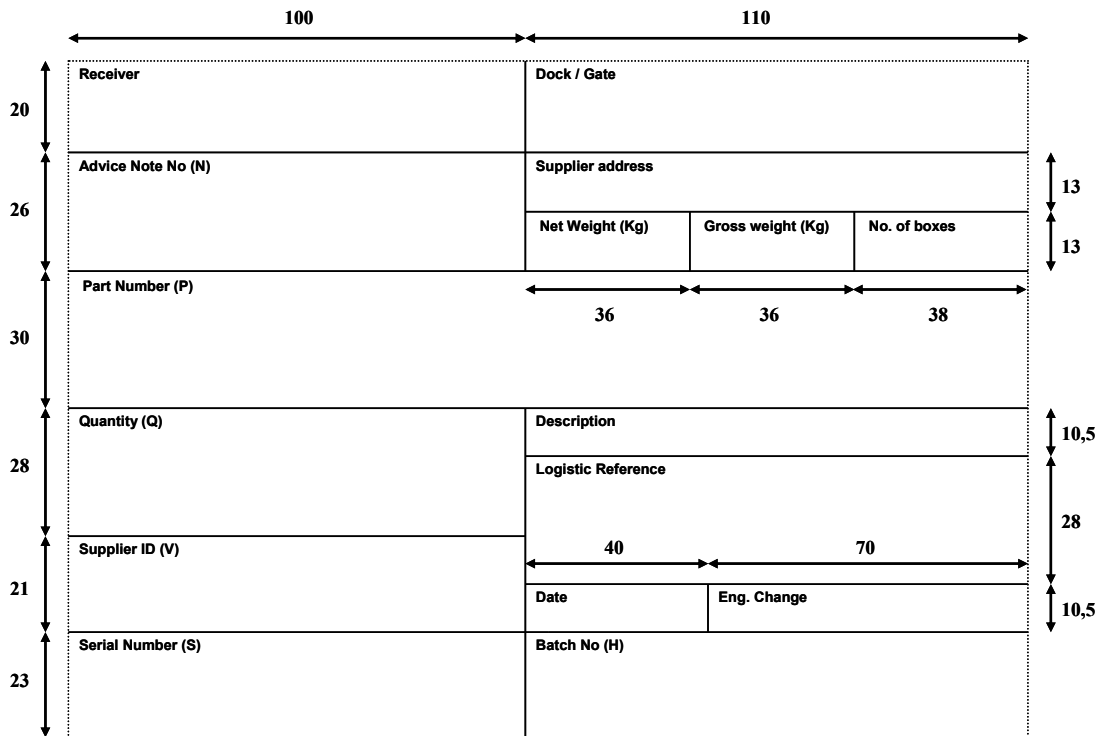 100 110
Receiver Dock / Gate
20
Advice Note No (N) Supplier address
13
26
Net Weight (Kg) Gross weight (Kg) No. of boxes
13
Part Number (P)
36 36 38
30
Quantity (Q) Description
10,5
28
Logistic Reference
28
Supplier ID (V) 40 70
21
Date Eng. Change
10,5
Serial Number (S) Batch No (H)
23